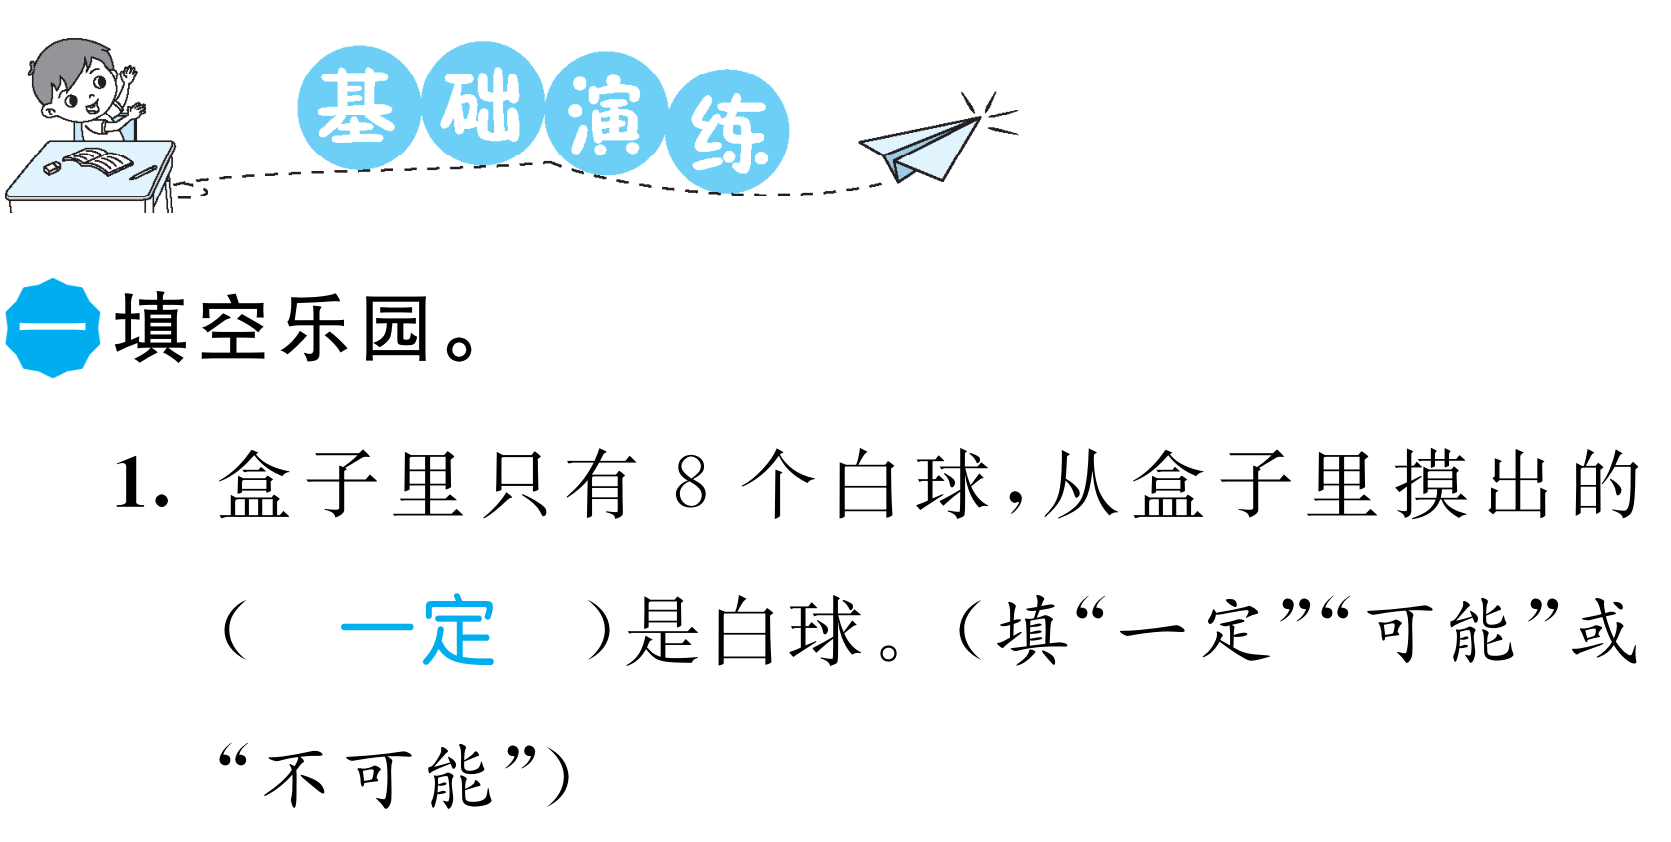 基础演练
一填空乐园。
1. 盒子里只有 8 个白球,从盒子里摸出的
( 一定 )是白球。(填“一定”“可能”或
“不可能”)